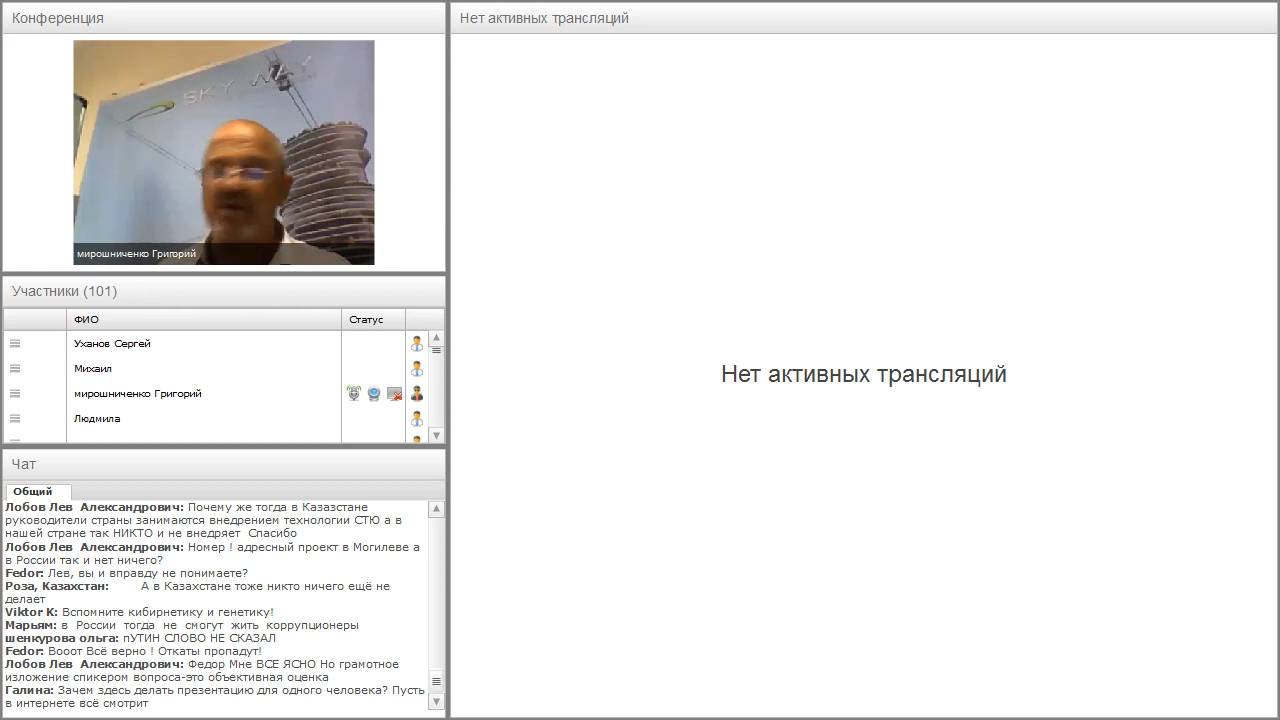 Конференция
SKY WAY
мирошниченко Григорий
Участники (101)
ФИО
Статус
Уханов Сергей
Михаил
мирошниченко Григорий
Людмила
Чат
Общий
Лобов Лев Александрович: Почему же тогда в Казазстане
руководители страны занимаются внедрением технологии СТЮ а в
нашей стране так НИКТО и не внедряет Спасибо
Лобов Лев Александрович: Номер ! адресный проект в Могилеве а
в России так и нет ничего?
Fedor: Лев, вы и вправду не понимаете?
Роза, Казахстан: А в Казахстане тоже никто ничего ещё не
делает
Viktor K: Вспомните кибирнетику и генетику!
Марьям: в России тогда не смогут жить коррупционеры
шенкурова ольга: пУТИН СЛОВО НЕ СКАЗАЛ
Fedor: Вооот Всё верно ! Откаты пропадут!
Лобов Лев Александрович: Федор Мне ВСЕ ЯСНО Но грамотное
изложение спикером вопроса-это объективная оценка
Галина: Зачем здесь делать презентацию для одного человека? Пусть
в интернете всё смотрит
Нет активных трансляций
Нет активных трансляций